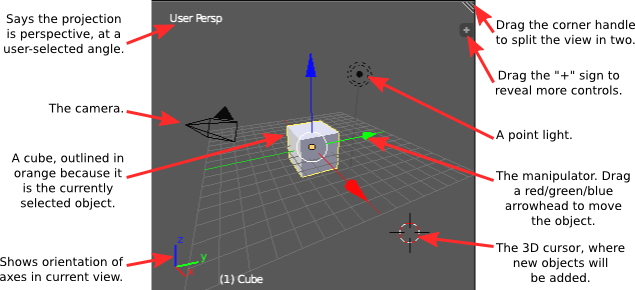 Says the projection
is perspective, at a
user-selected angle.
The camera.
A cube, outlined in
orange because it
is the currently
selected object.
Shows orientation of
axes in current view.
User Persp
z
y
x
(1) Cube
Drag the corner handle
to split the view in two.
Drag the "+" sign to
reveal more controls.
A point light.
The manipulator. Drag
a red/green/blue
arrowhead to move
the object.
The 3D cursor, where
new objects will
be added.